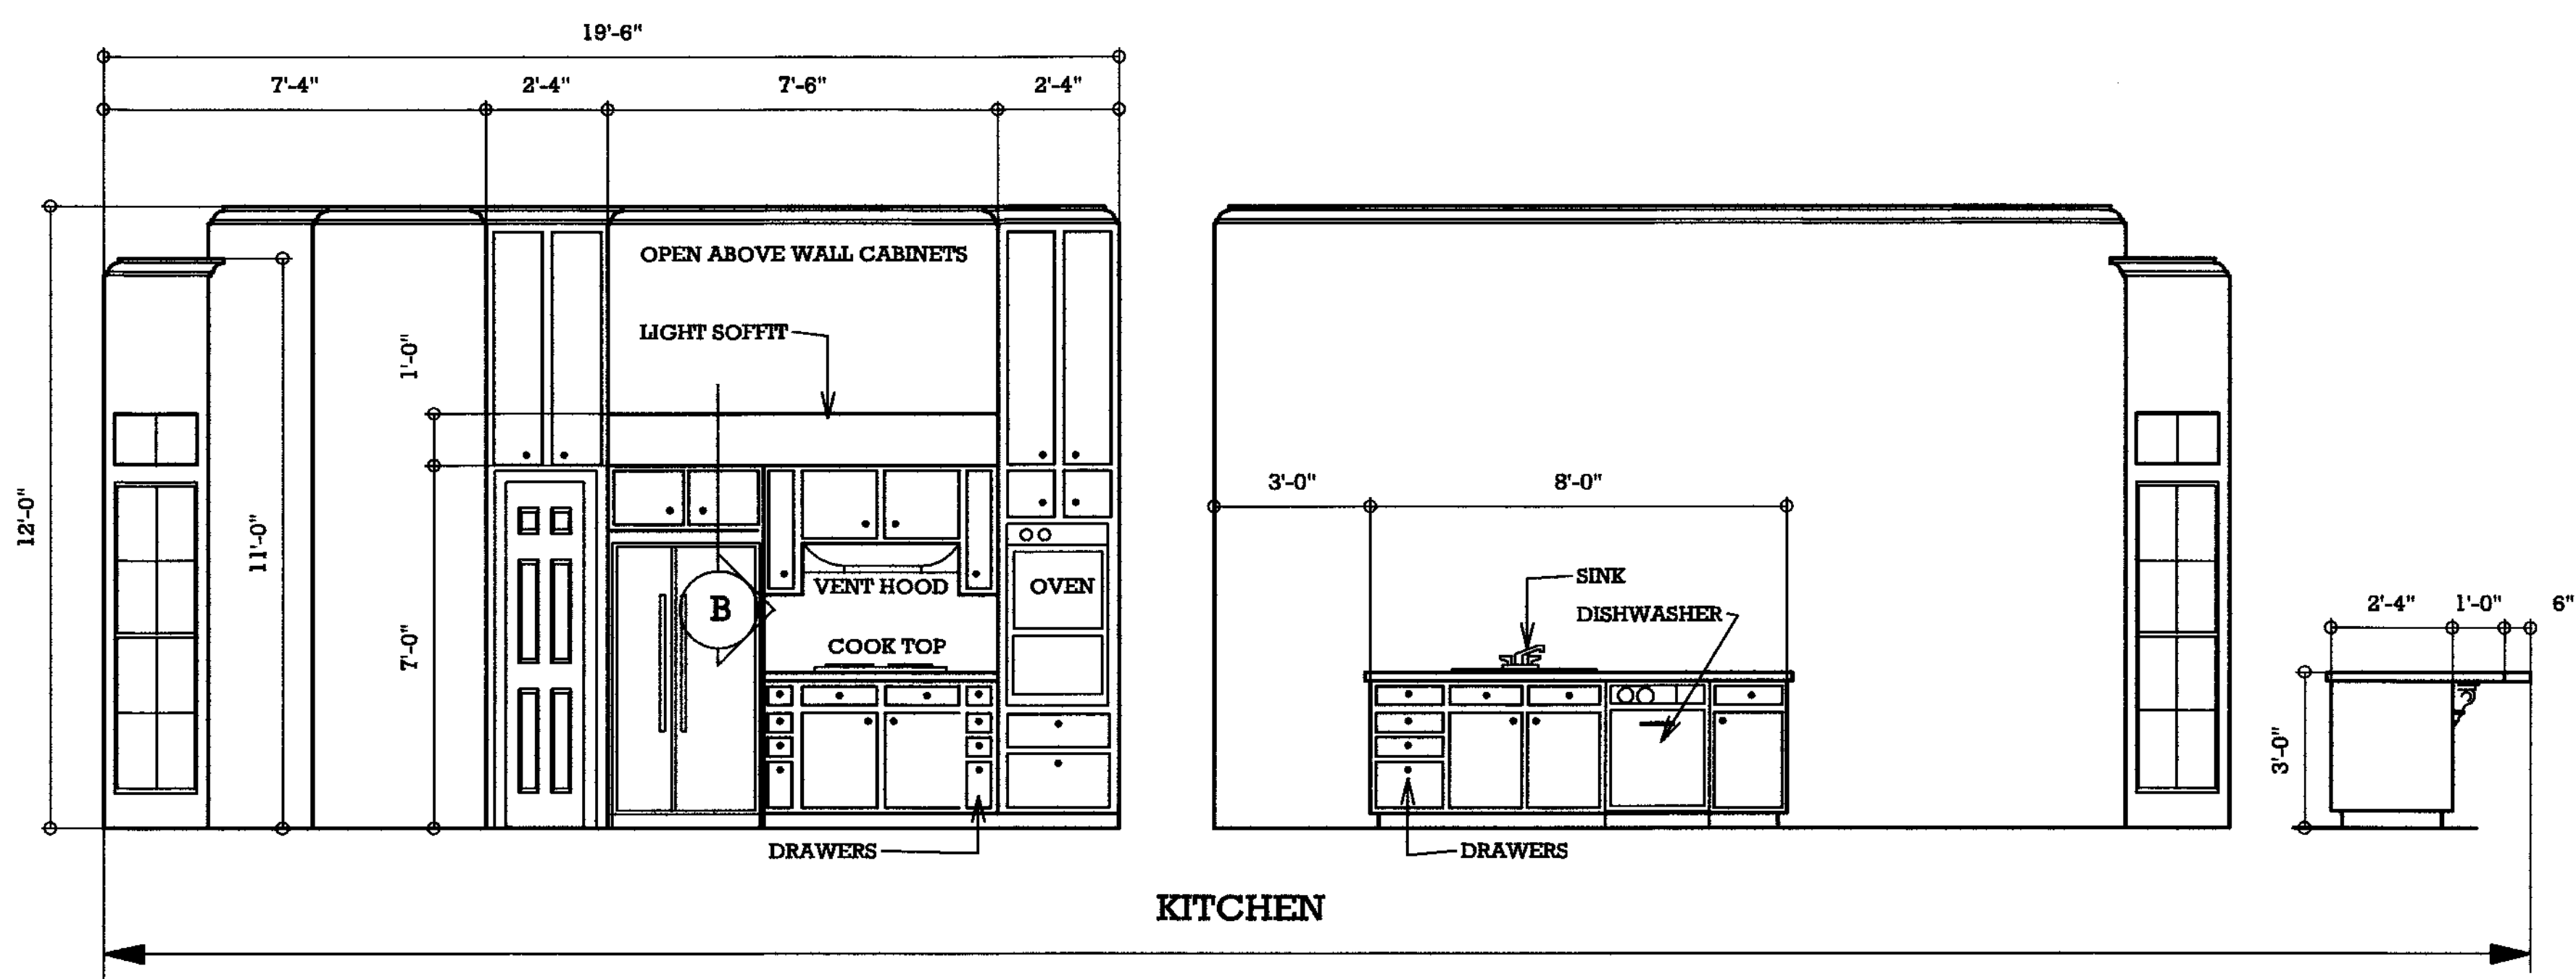 19'-6"
7'-4"
2'-4"
7'-6"
2'-4"
OPEN ABOVE WALL CABINETS
LIGHT SOFFIT
1'-0"
12'-0"
11'-0"
7'-0"
B
VENT HOOD
OVEN
COOK TOP
DRAWERS
3'-0"
8'-0"
SINK
DISHWASHER
DRAWERS
2'-4"
1'-0"
6"
3'-0"
KITCHEN